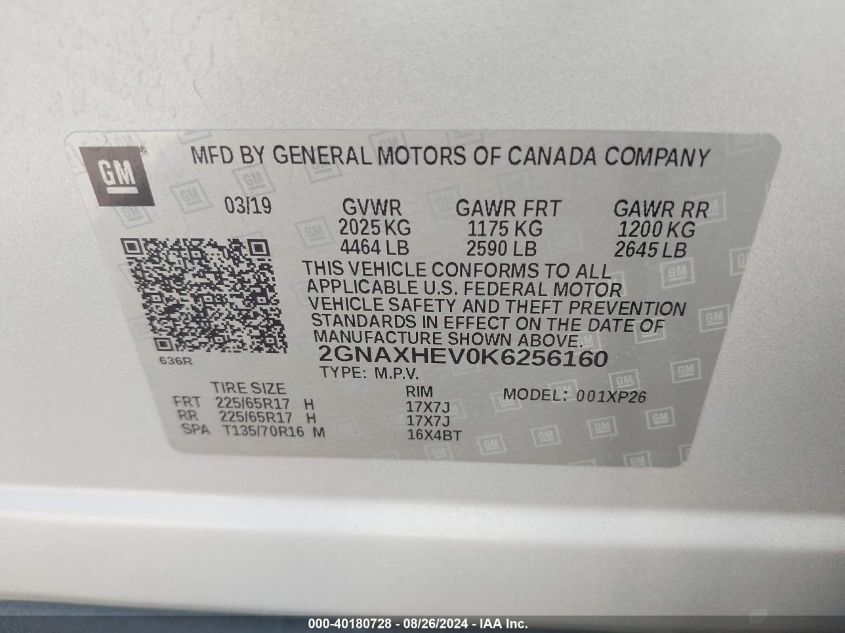 GM
MFD BY GENERAL MOTORS OF CANADA COMPANY
03/19 GVWR GAWR FRT GAWR RR
2025 KG 1175 KG 1200 KG
4464 LB 2590 LB 2645 LB
THIS VEHICLE CONFORMS TO ALL
APPLICABLE U.S. FEDERAL MOTOR
VEHICLE SAFETY AND THEFT PREVENTION
STANDARDS IN EFFECT ON THE DATE OF
MANUFACTURE SHOWN ABOVE.
636R 2GNAXHEV0K6256160
TYPE: M.P.V.
TIRE SIZE RIM MODEL: 001XP26
FRT 225/65R17 H 17X7J
RR 225/65R17 H 17X7J
SPA T135/70R16 M 16X4BT
000-40180728 - 08/26/2024 - IAA Inc.